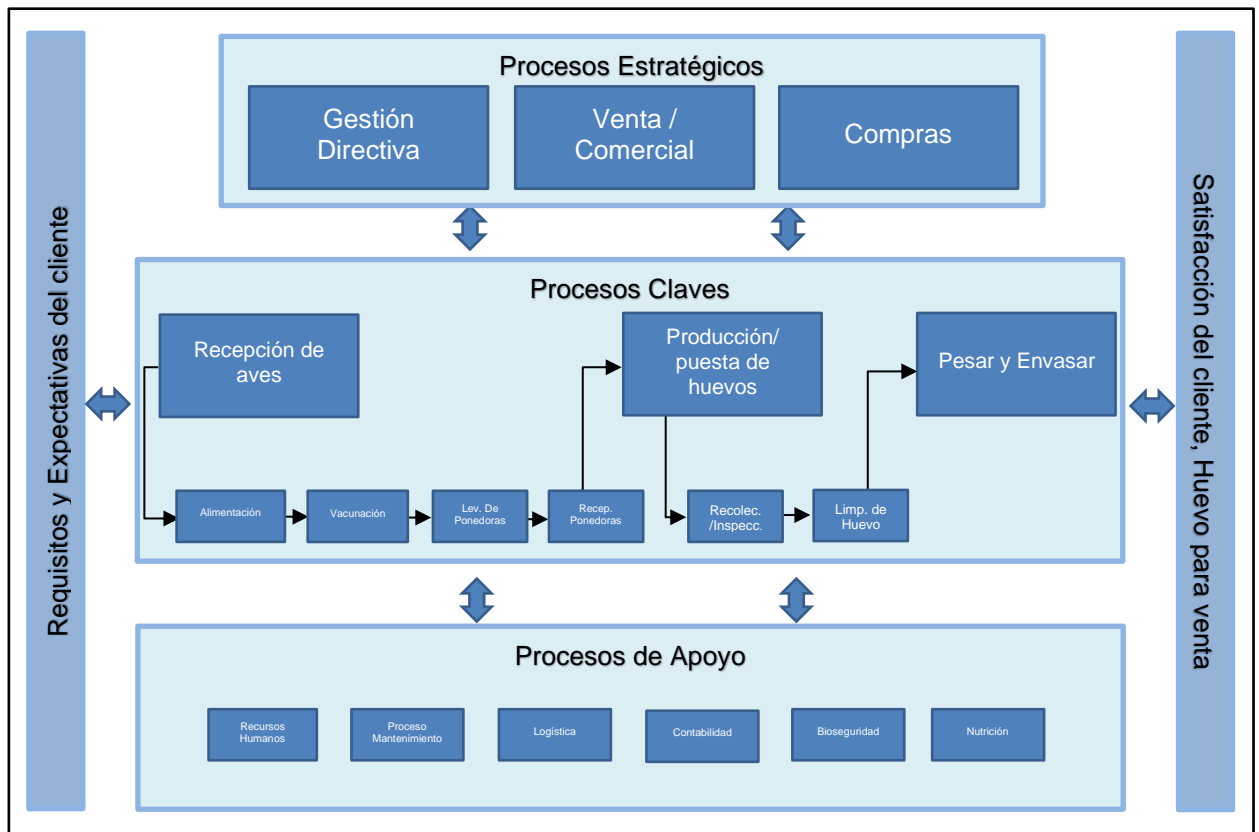 Requisitos y Expectativas del cliente
Procesos Estratégicos
Gestión
Directiva
Venta /
Comercial
Compras
Procesos Claves
Recepción de
aves
Producción/
puesta de
huevos
Pesar y Envasar
Alimentación
Vacunación
Lev. De
Ponedoras
Recep.
Ponedoras
Recolec.
/Inspecc.
Limp. de
Huevo
Procesos de Apoyo
Recursos
Humanos
Proceso
Mantenimiento
Logística
Contabilidad
Bioseguridad
Nutrición
Satisfacción del cliente, Huevo para venta